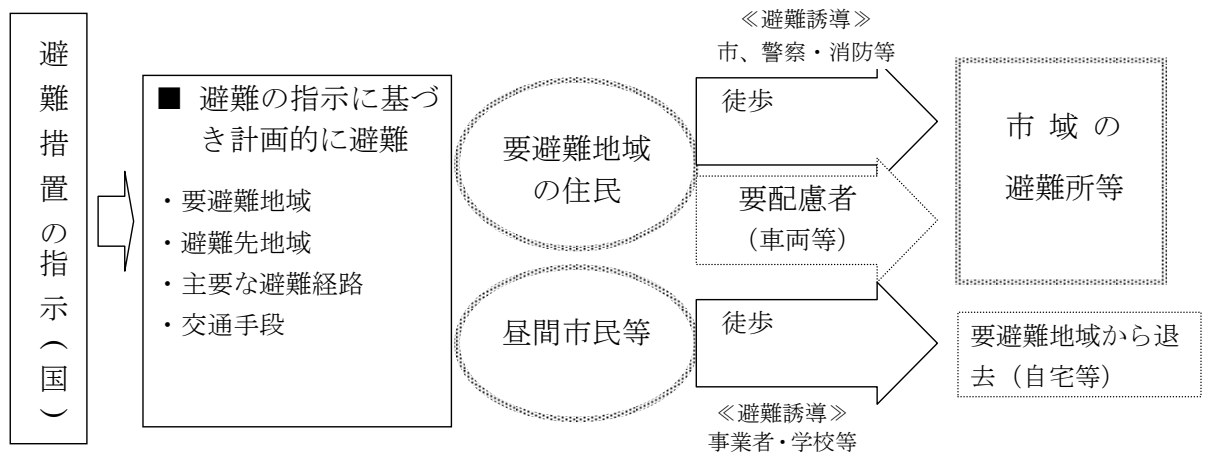 避難措置の指示（国）
■ 避難の指示に基づ
き計画的に避難
・要避難地域
・避難先地域
・主要な避難経路
・交通手段
要避難地域
の住民
昼間市民等
≪避難誘導≫
市、警察・消防等
徒歩
要配慮者
（車両等）
徒歩
≪避難誘導≫
事業者・学校等
市 域 の
避難所等
要避難地域から退
去（自宅等）